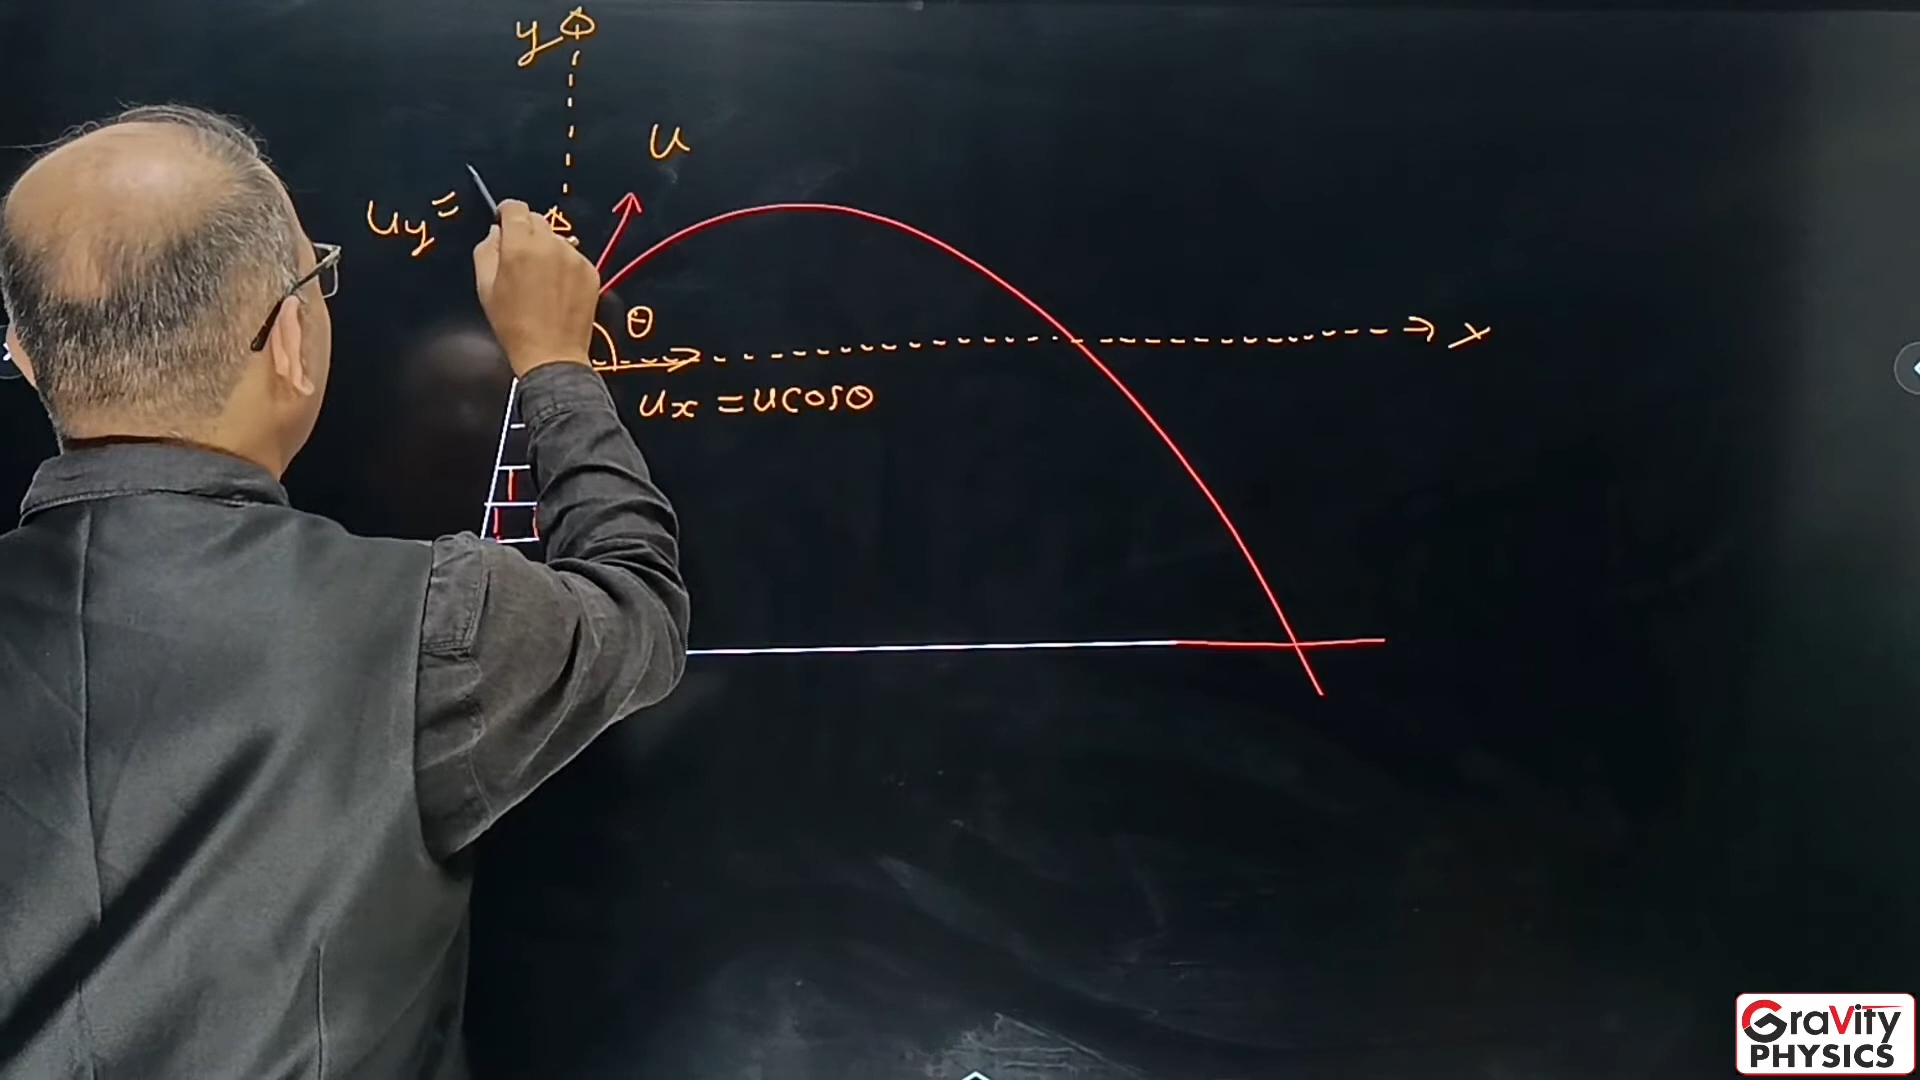 y
u
uy =
θ
x
ux = ucosθ
GraVity
PHYSICS